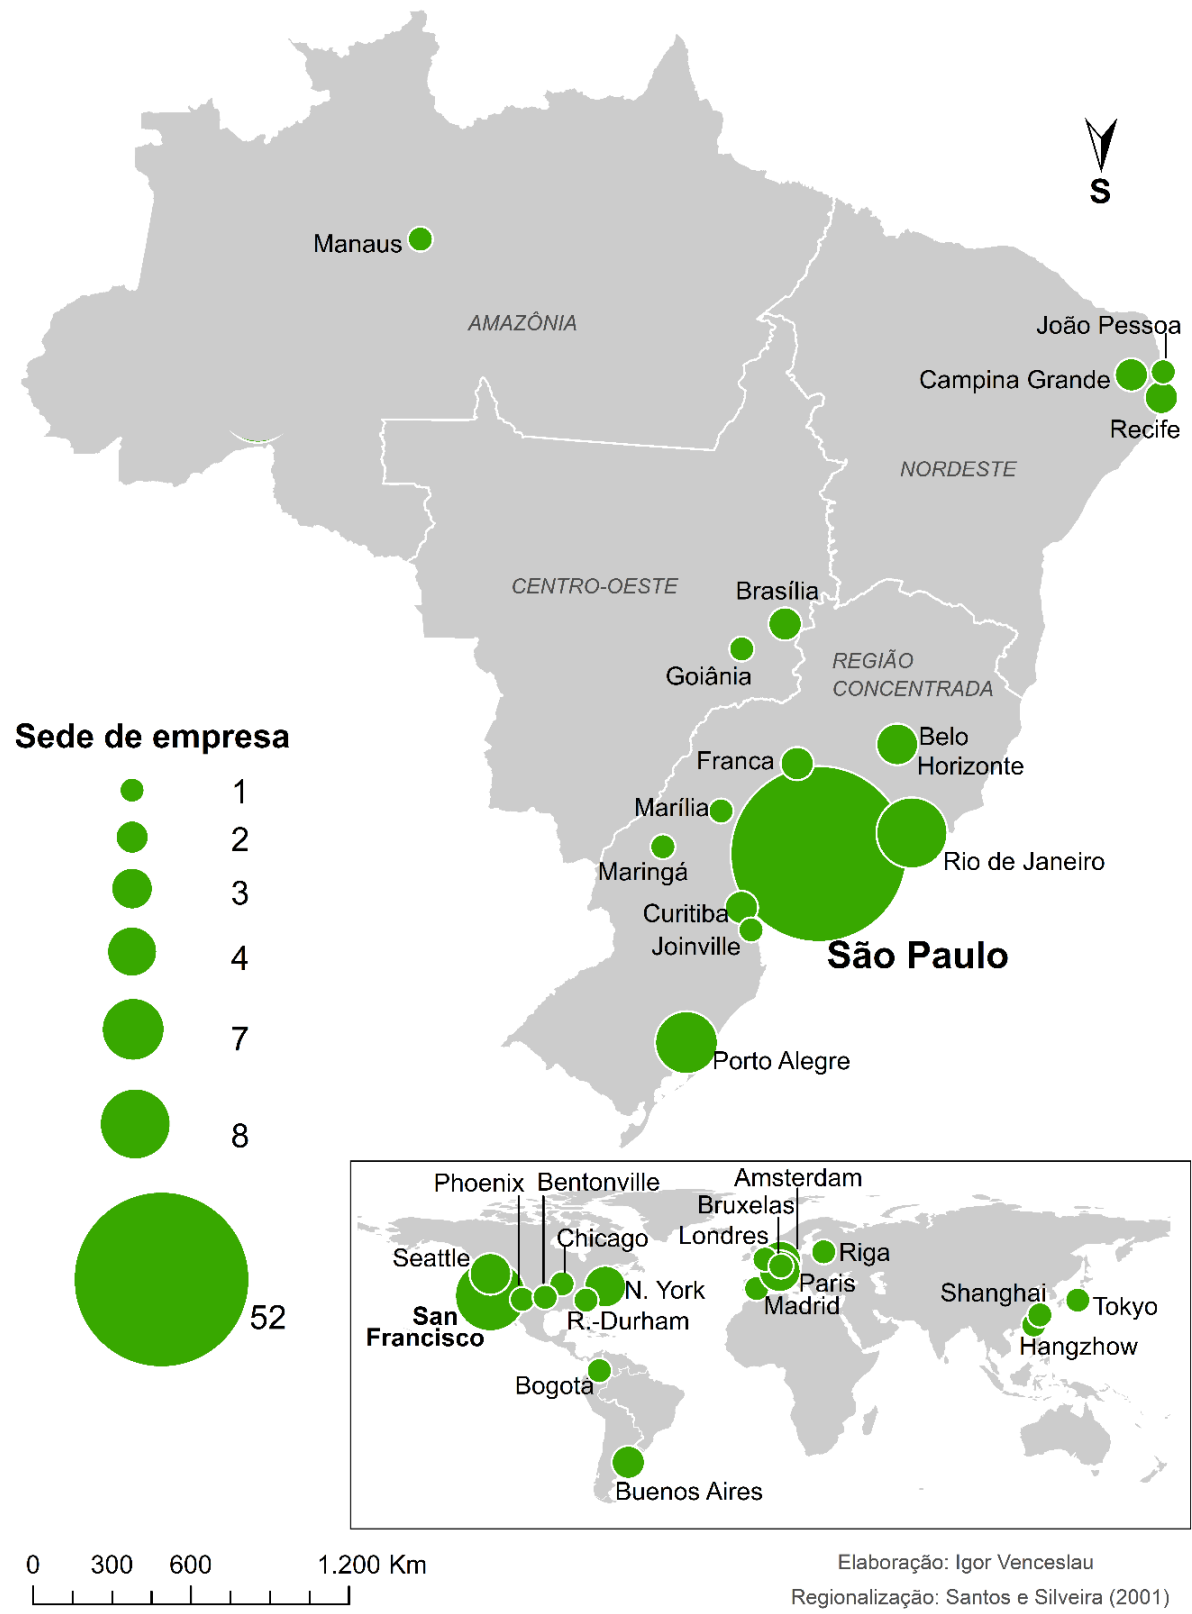 S
Manaus
AMAZÔNIA
João Pessoa
Campina Grande
Recife
NORDESTE
CENTRO-OESTE
Brasília
Goiânia
REGIÃO
CONCENTRADA
Sede de empresa
1
2
3
4
7
8
52
Belo
Horizonte
Franca
Marília
Maringá
Rio de Janeiro
Curitiba
Joinville
São Paulo
Porto Alegre
Phoenix
Bentonville
Amsterdam
Bruxelas
Londres
Chicago
Seattle
Riga
N. York
Paris
Madrid
San
Francisco
R.-Durham
Shanghai
Tokyo
Hangzhow
Bogotá
Buenos Aires
0 300 600 1.200 Km
Elaboração: Igor Venceslau
Regionalização: Santos e Silveira (2001)